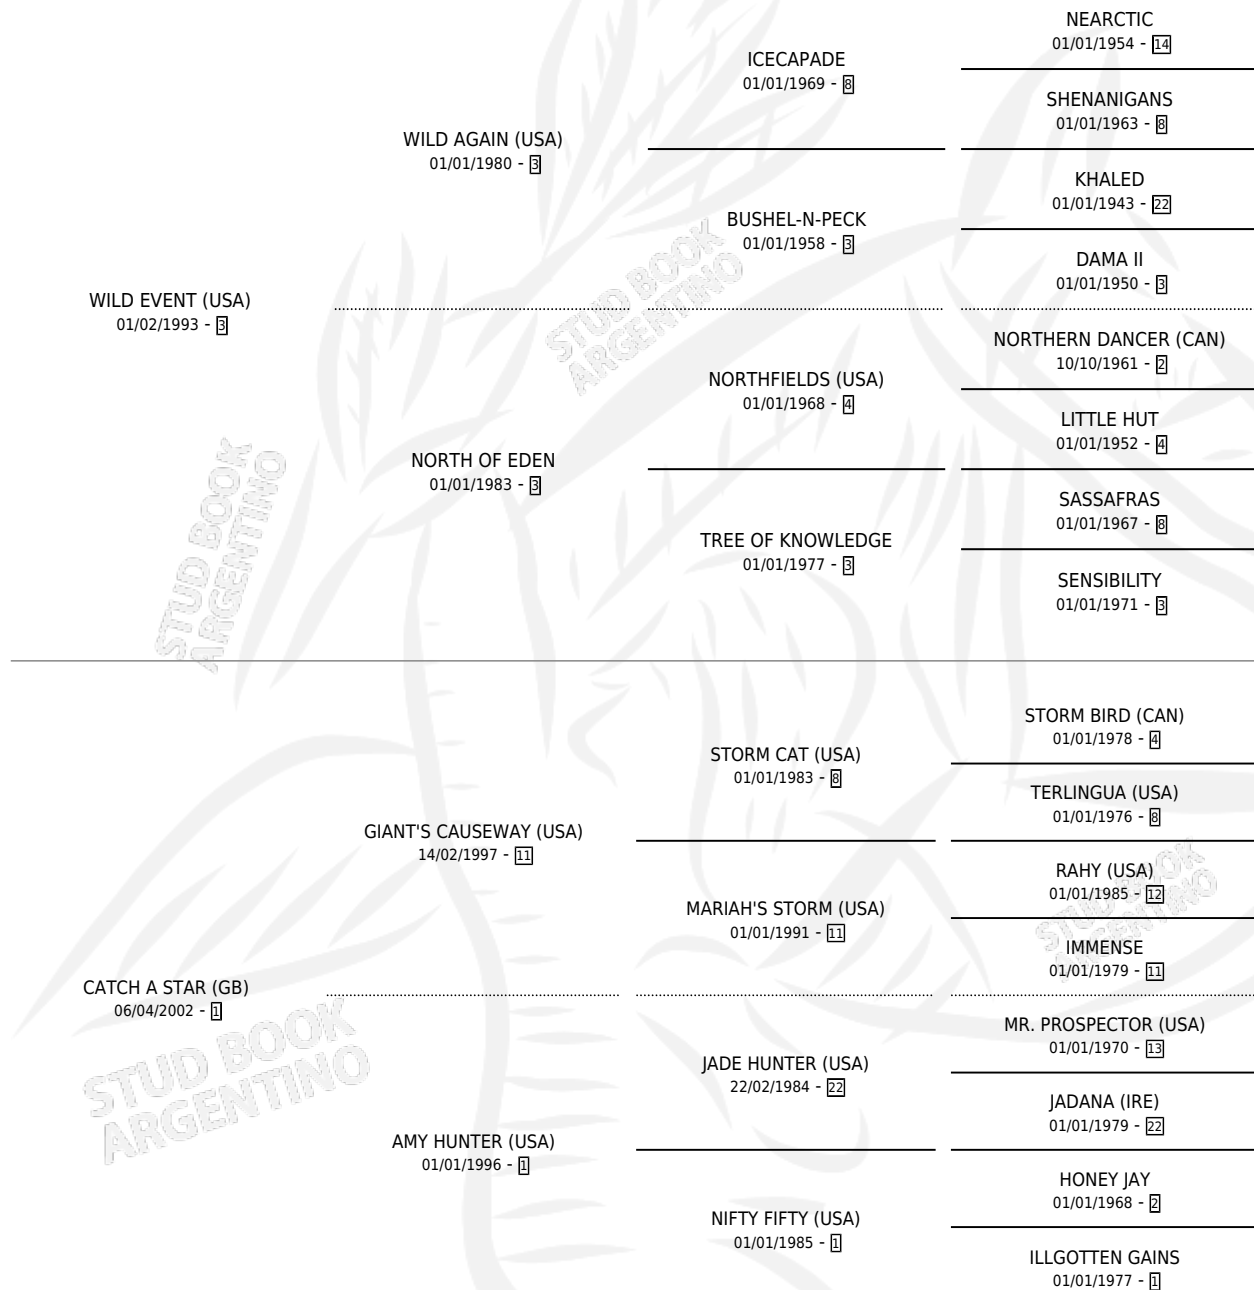 NEARCTIC
01/01/1954 - 14
ICECAPADE
01/01/1969 - 8
SHENANIGANS
01/01/1963 - 8
WILD AGAIN (USA)
01/01/1980 - 3
KHALED
01/01/1943 - 22
BUSHEL-N-PECK
01/01/1958 - 3
DAMA II
01/01/1950 - 3
WILD EVENT (USA)
01/02/1993 - 3
NORTHERN DANCER (CAN)
10/10/1961 - 2
NORTHFIELDS (USA)
01/01/1968 - 4
LITTLE HUT
01/01/1952 - 4
NORTH OF EDEN
01/01/1983 - 3
SASSAFRAS
01/01/1967 - 8
TREE OF KNOWLEDGE
01/01/1977 - 3
SENSIBILITY
01/01/1971 - 3
STUD BOOK
ARGENTINO
STUD BOOK
ARGENTINO
STORM BIRD (CAN)
01/01/1978 - 4
STORM CAT (USA)
01/01/1983 - 8
TERLINGUA (USA)
01/01/1976 - 8
GIANT'S CAUSEWAY (USA)
14/02/1997 - 11
RAHY (USA)
01/01/1985 - 12
MARIAH'S STORM (USA)
01/01/1991 - 11
IMMENSE
01/01/1979 - 11
CATCH A STAR (GB)
06/04/2002 - 1
MR. PROSPECTOR (USA)
01/01/1970 - 13
JADE HUNTER (USA)
22/02/1984 - 22
JADANA (IRE)
01/01/1979 - 22
AMY HUNTER (USA)
01/01/1996 - 1
HONEY JAY
01/01/1968 - 2
NIFTY FIFTY (USA)
01/01/1985 - 1
ILLGOTTEN GAINS
01/01/1977 - 1
STUD BOOK
ARGENTINO
STUD BOOK
ARGENTINO